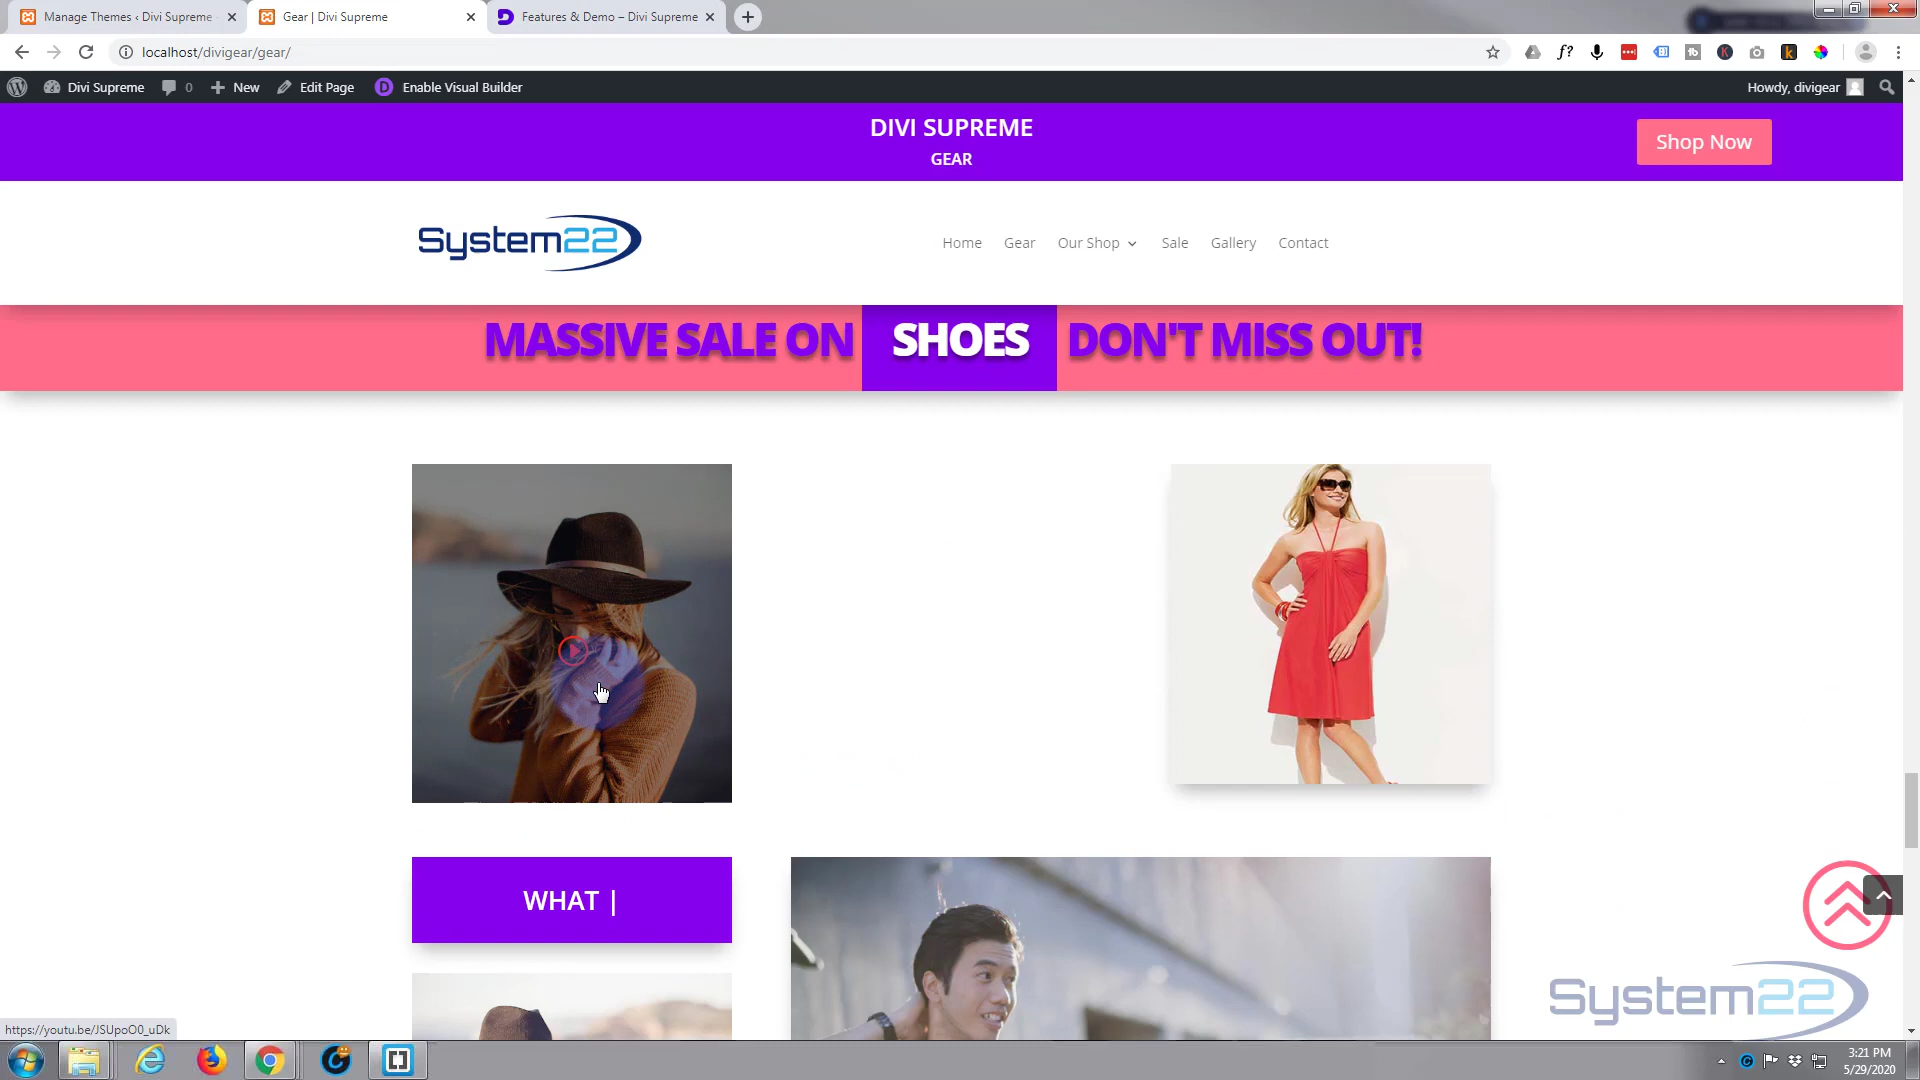 Manage Themes ‹ Divi Supreme
Gear | Divi Supreme
Features & Demo – Divi Supreme
localhost/divigear/gear/
Divi Supreme
0
New
Edit Page
Enable Visual Builder
Howdy, divigear
DIVI SUPREME
GEAR
Shop Now
System22
Home
Gear
Our Shop
Sale
Gallery
Contact
MASSIVE SALE ON SHOES DON'T MISS OUT!
WHAT |
System22
https://youtu.be/JSUpoO0_uDk
3:21 PM
5/29/2020